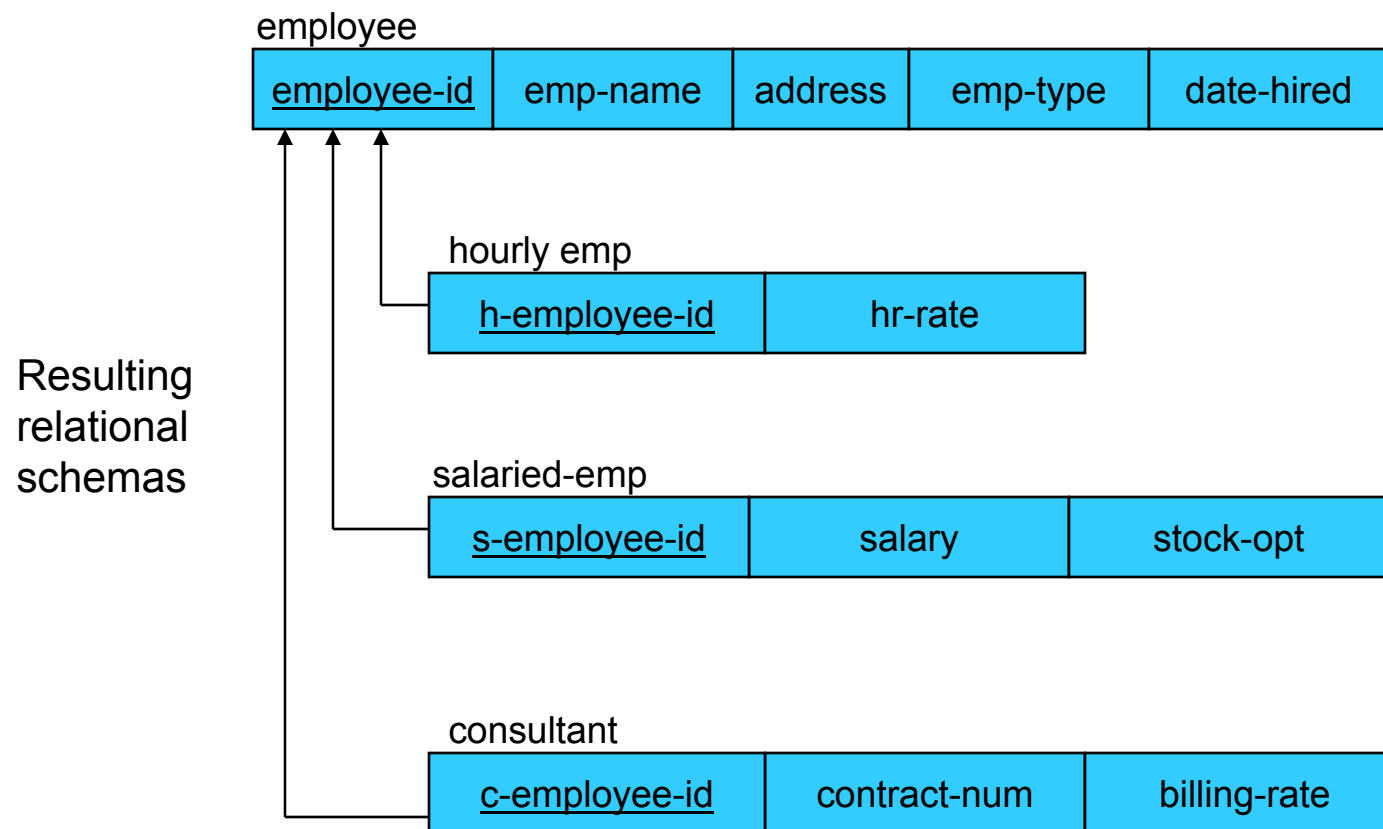 employee
employee-id emp-name address emp-type date-hired
hourly emp
h-employee-id hr-rate
Resulting
relational
schemas
salaried-emp
s-employee-id salary stock-opt
consultant
c-employee-id contract-num billing-rate